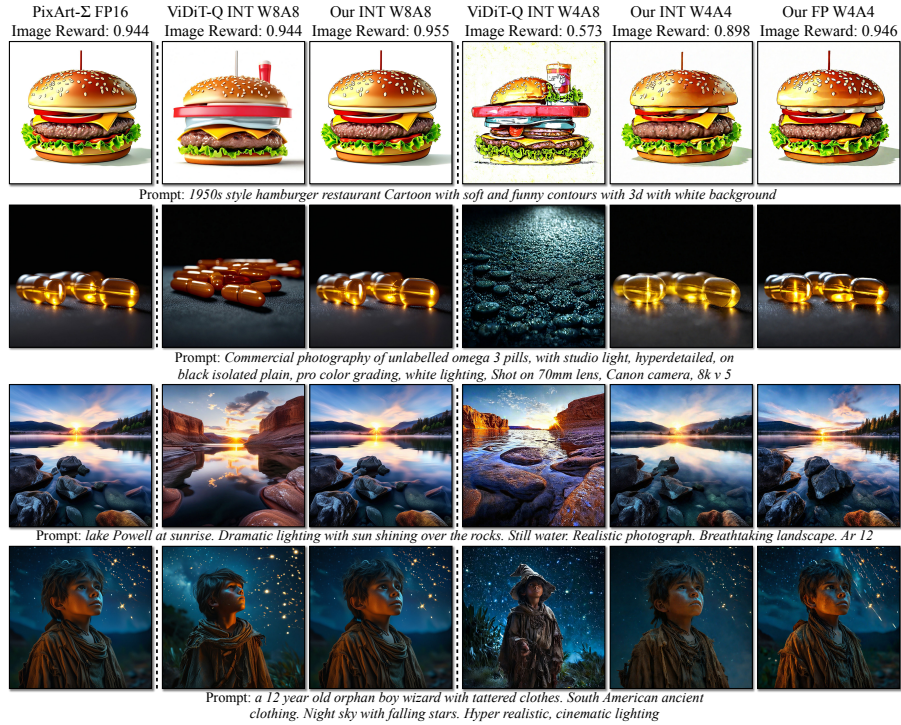 PixArt-Σ FP16 ViDiT-Q INT W8A8 Our INT W8A8 ViDiT-Q INT W4A8 Our INT W4A4 Our FP W4A4
Image Reward: 0.944 Image Reward: 0.944 Image Reward: 0.955 Image Reward: 0.573 Image Reward: 0.898 Image Reward: 0.946
Prompt: 1950s style hamburger restaurant Cartoon with soft and funny contours with 3d with white background
Prompt: Commercial photography of unlabelled omega 3 pills, with studio light, hyperdetailed, on
black isolated plain, pro color grading, white lighting, Shot on 70mm lens, Canon camera, 8k v 5
Prompt: lake Powell at sunrise. Dramatic lighting with sun shining over the rocks. Still water. Realistic photograph. Breathtaking landscape. Ar 12
Prompt: a 12 year old orphan boy wizard with tattered clothes. South American ancient
clothing. Night sky with falling stars. Hyper realistic, cinematic lighting